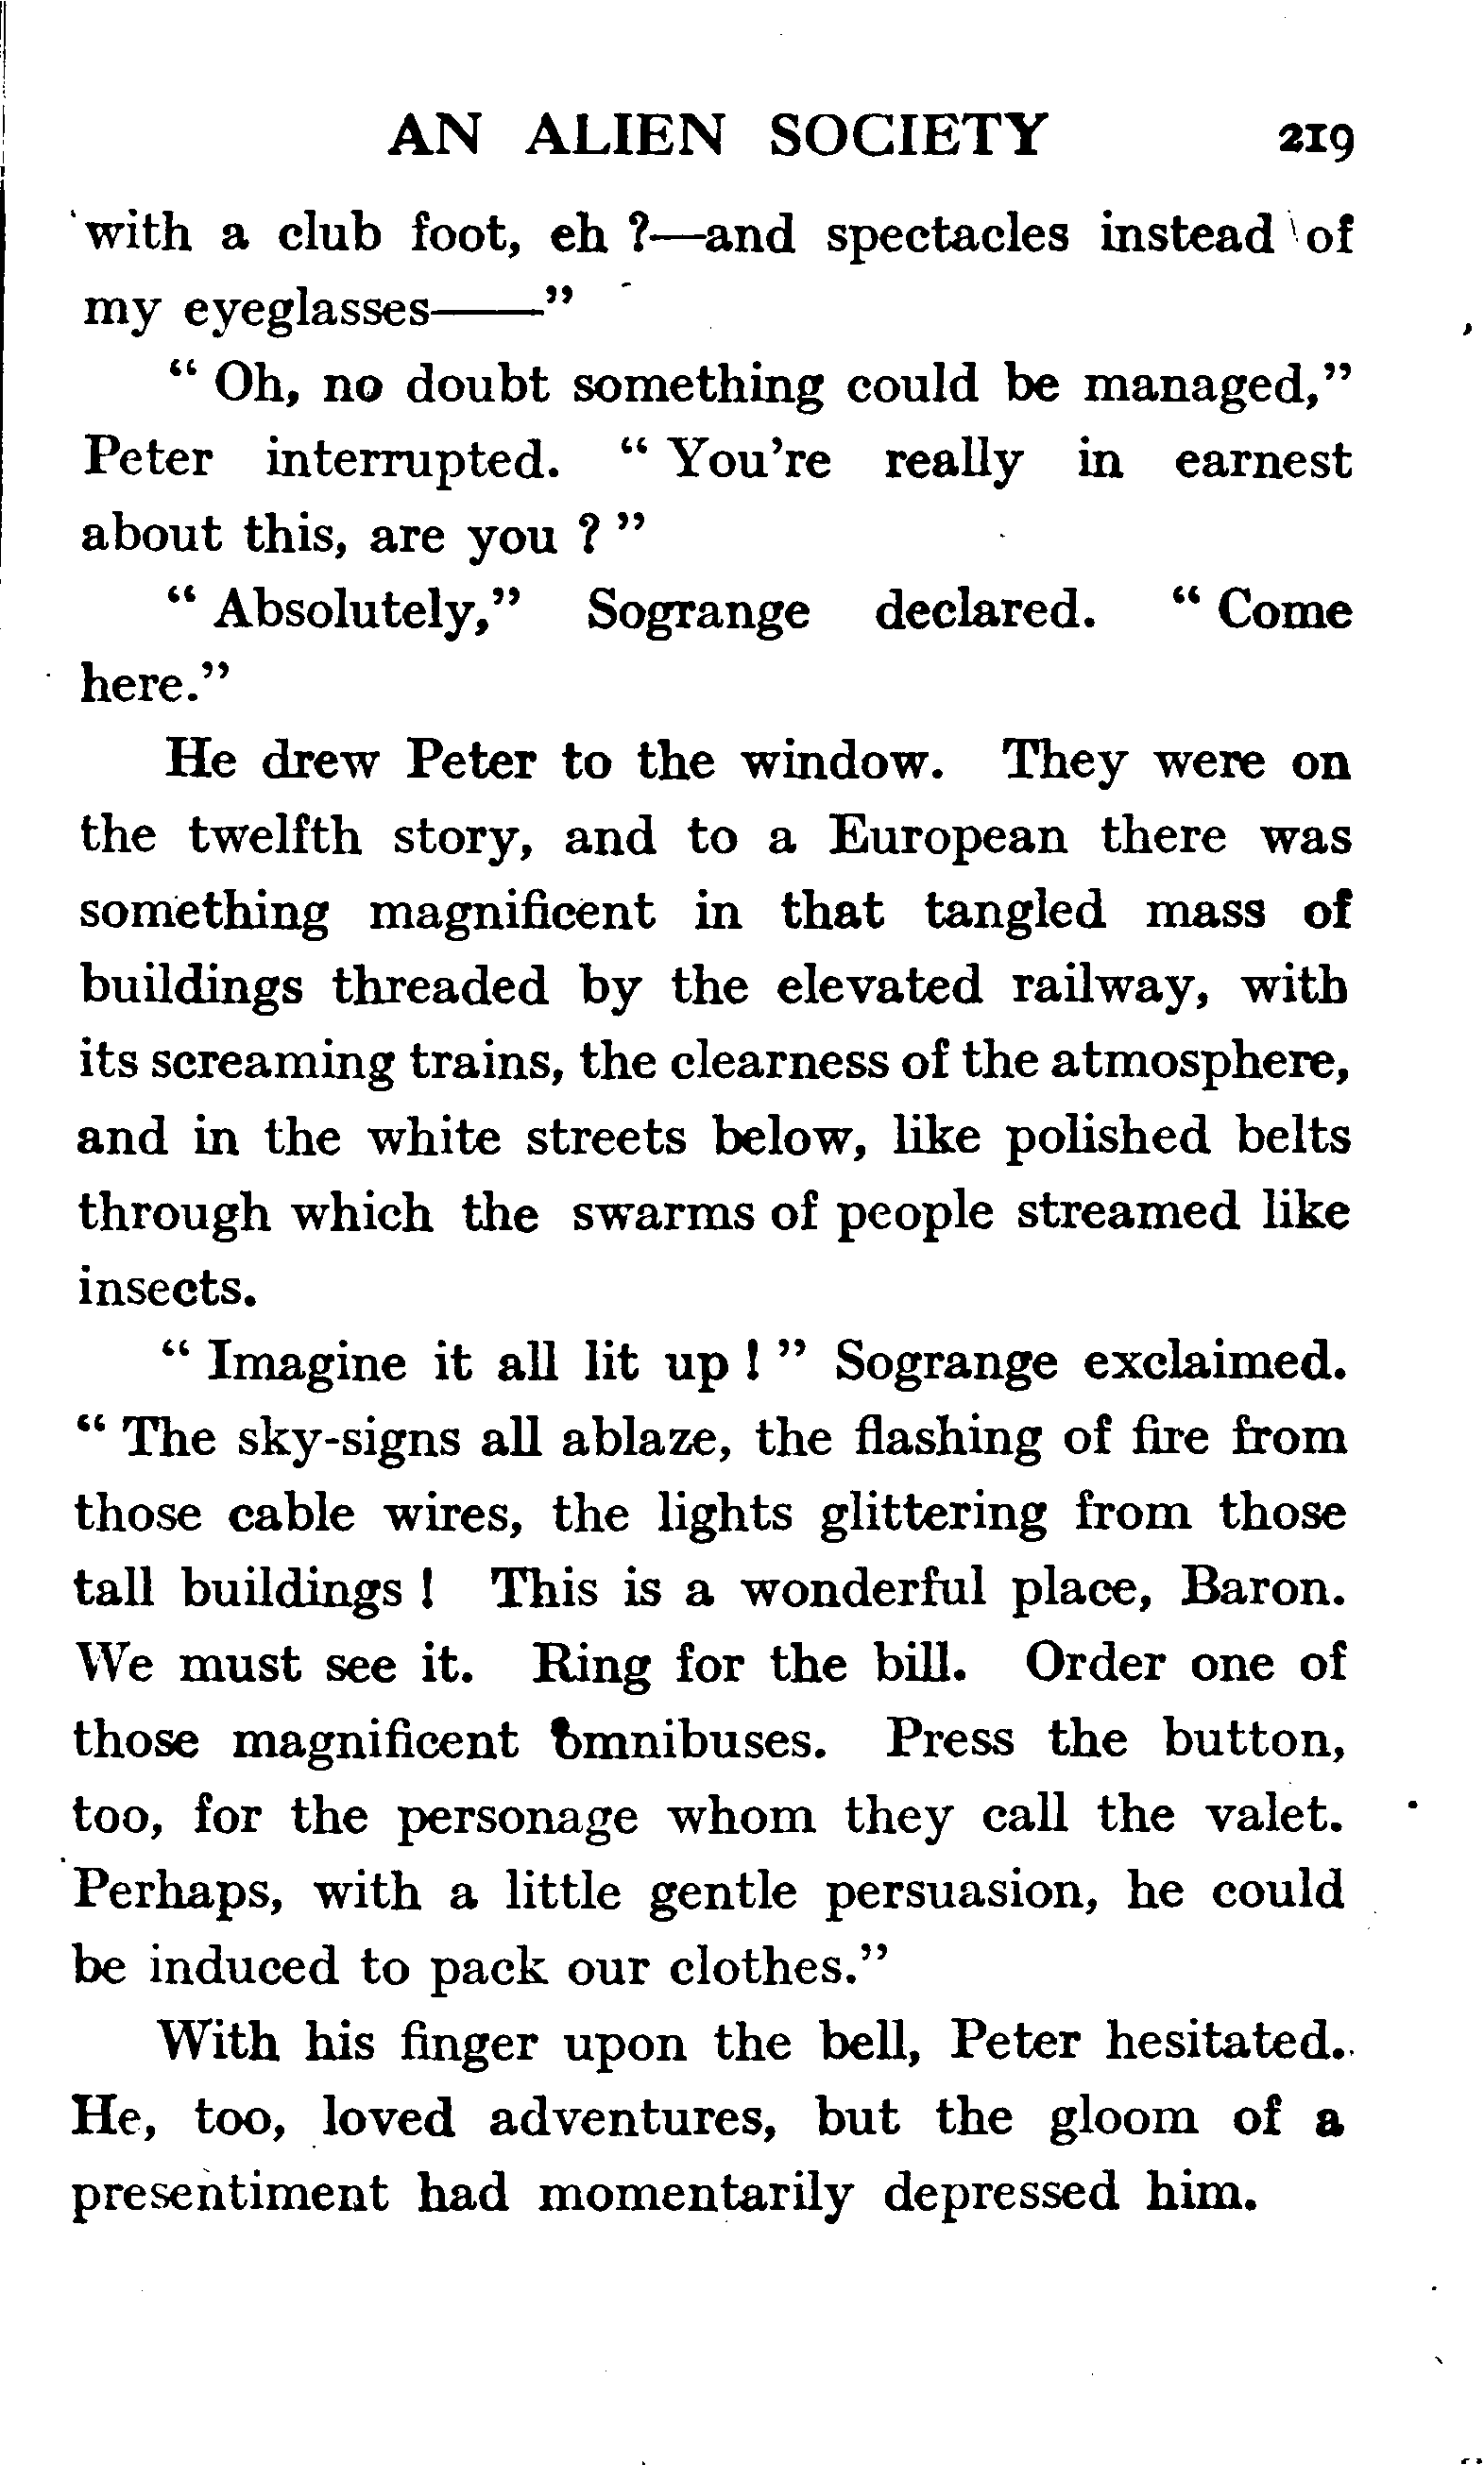 AN ALIEN SOCIETY 219
with a club foot, eh ?—and spectacles instead of
my eyeglasses——”
“ Oh, no doubt something could be managed,”
Peter interrupted. “ You're really in earnest
about this, are you ? ”
“ Absolutely,” Sogrange declared. “ Come
here.”
He drew Peter to the window. They were on
the twelfth story, and to a European there was
something magnificent in that tangled mass of
buildings threaded by the elevated railway, with
its screaming trains, the clearness of the atmosphere,
and in the white streets below, like polished belts
through which the swarms of people streamed like
insects.
“ Imagine it all lit up ! ” Sogrange exclaimed.
“ The sky-signs all ablaze, the flashing of fire from
those cable wires, the lights glittering from those
tall buildings ! This is a wonderful place, Baron.
We must see it. Ring for the bill. Order one of
those magnificent omnibuses. Press the button,
too, for the personage whom they call the valet.
Perhaps, with a little gentle persuasion, he could
be induced to pack our clothes.”
With his finger upon the bell, Peter hesitated.
He, too, loved adventures, but the gloom of a
presentiment had momentarily depressed him.